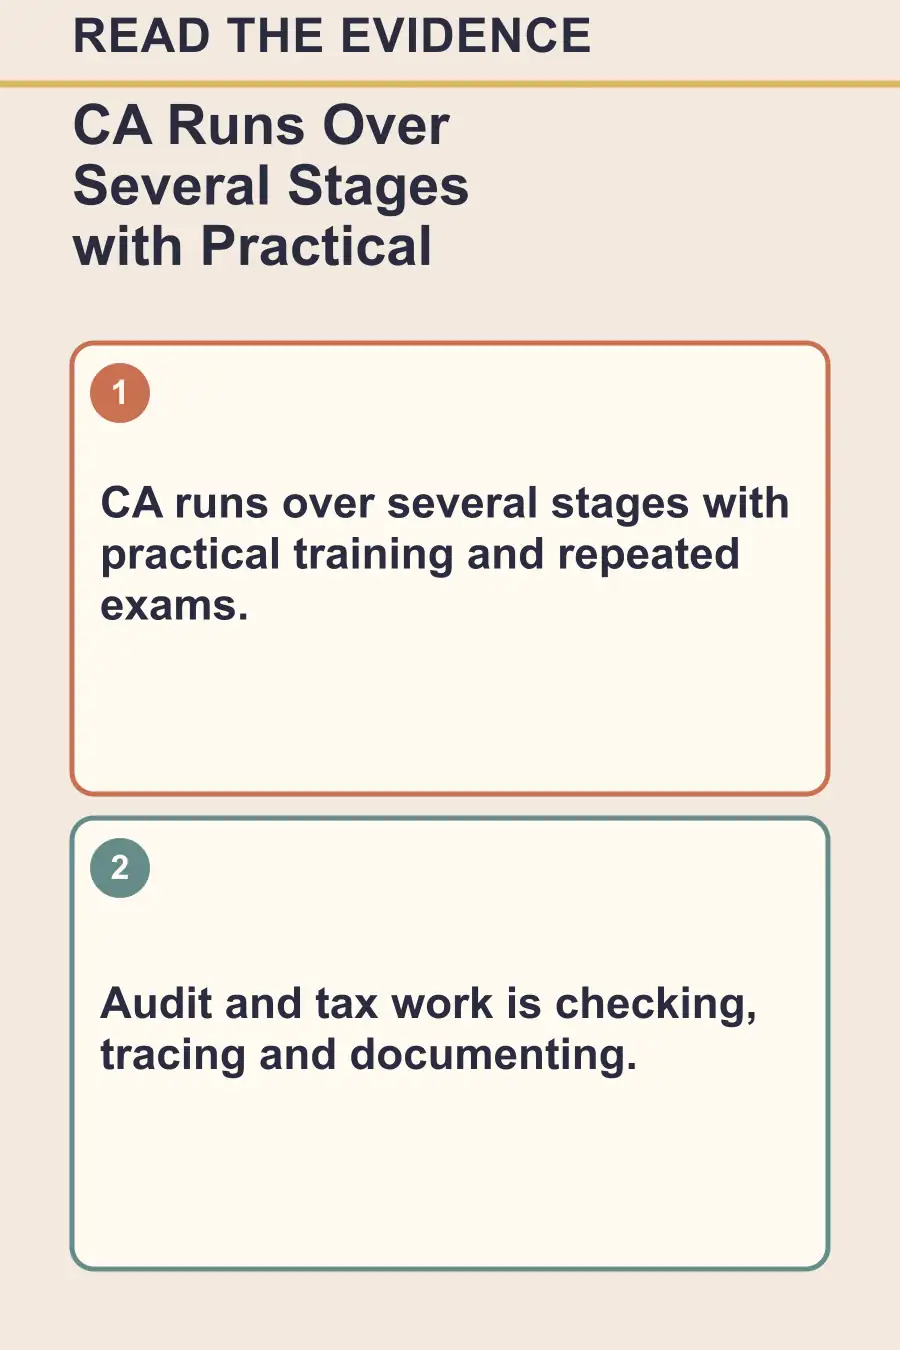 READ THE EVIDENCE
CA Runs Over
Several Stages
with Practical
1
CA runs over several stages with
practical training and repeated
exams.
2
Audit and tax work is checking,
tracing and documenting.